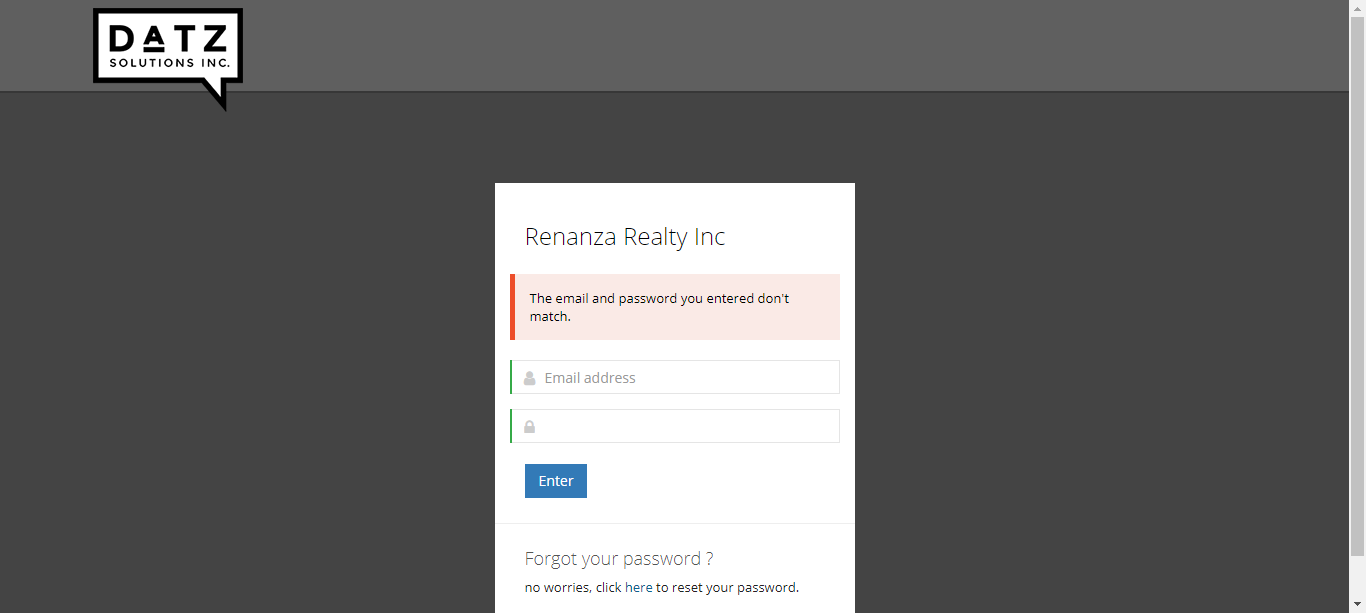 DATZ
SOLUTIONS INC.
Renanza Realty Inc
The email and password you entered don't
match.
Email address
Enter
Forgot your password ?
no worries, click here to reset your password.